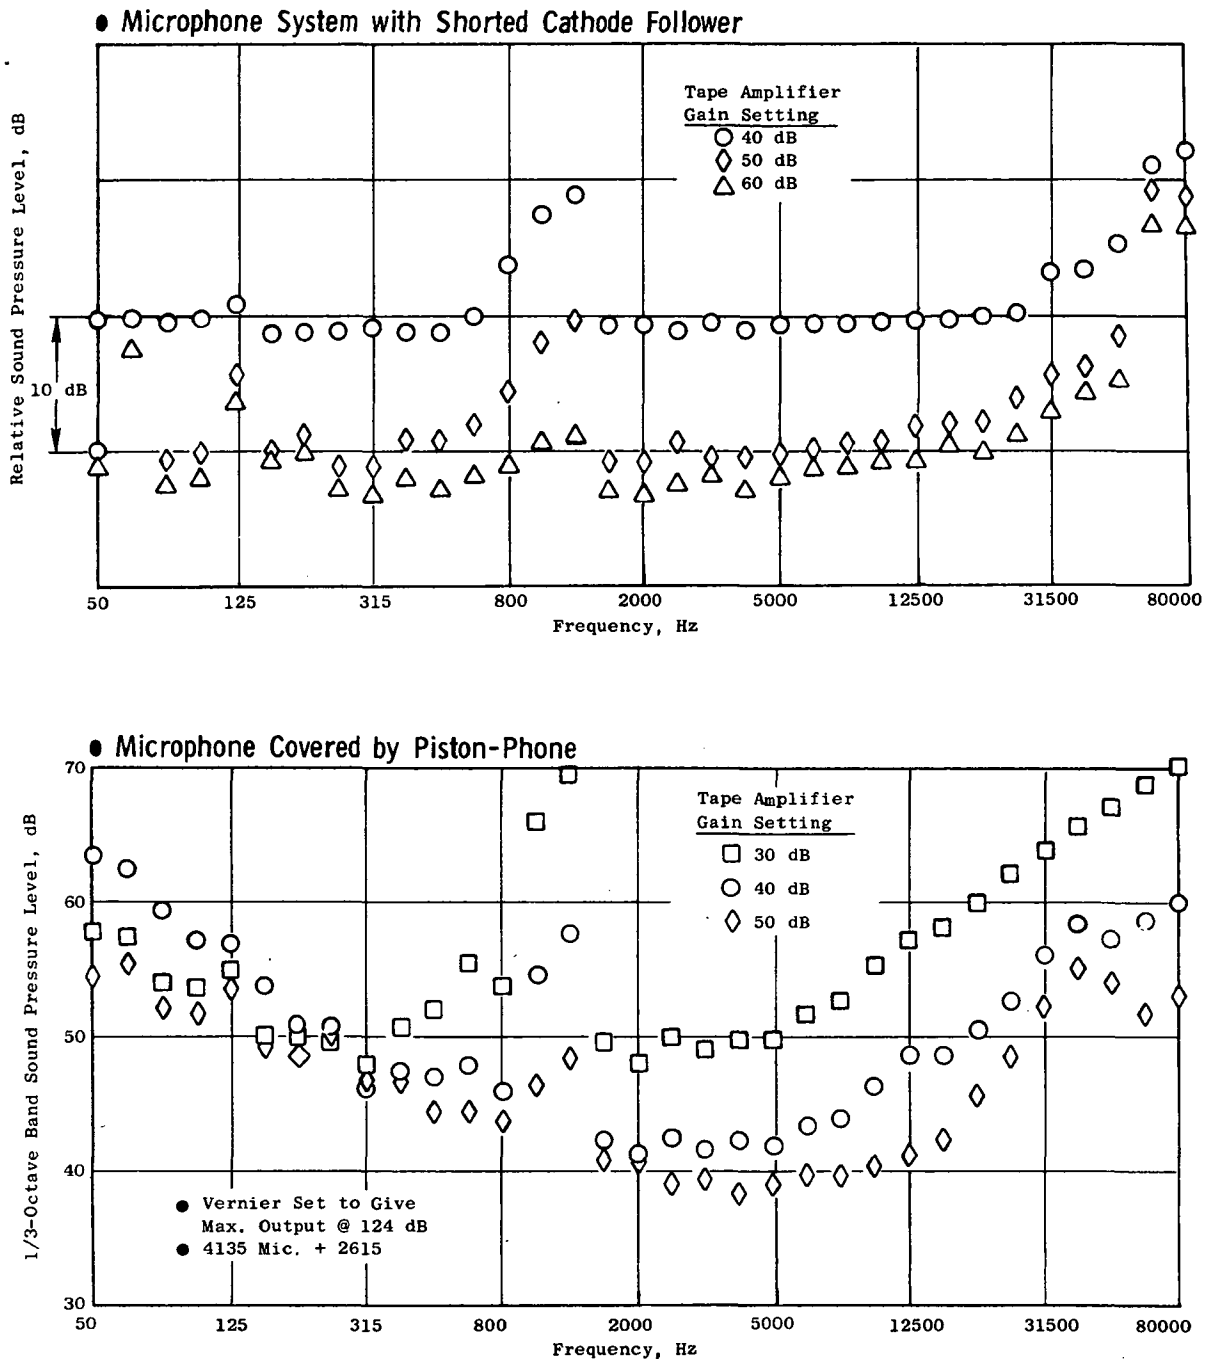 ● Microphone System with Shorted Cathode Follower
Relative Sound Pressure Level, dB
Tape Amplifier
Gain Setting
40 dB
50 dB
60 dB
10 dB
50 125 315 800 2000 5000 12500 31500 80000
Frequency, Hz
● Microphone Covered by Piston-Phone
1/3-Octave Band Sound Pressure Level, dB
70
60
50
40
30
Tape Amplifier
Gain Setting
30 dB
40 dB
50 dB
● Vernier Set to Give
Max. Output @ 124 dB
● 4135 Mic. + 2615
50 125 315 800 2000 5000 12500 31500 80000
Frequency, Hz